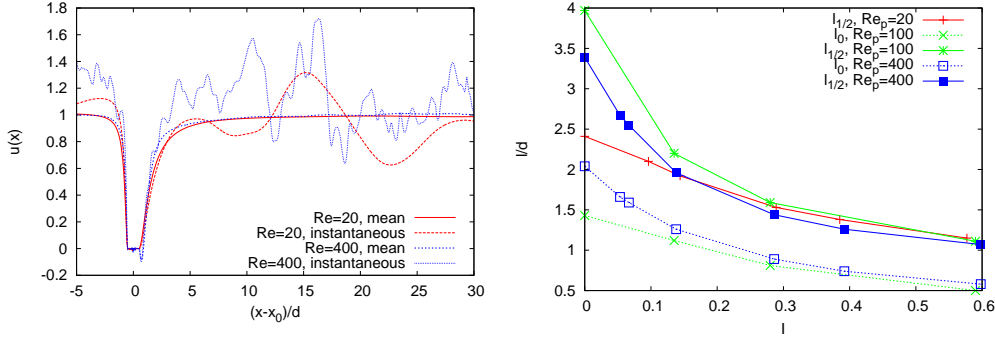 1.8
1.6
1.4
1.2
1
0.8
0.6
0.4
0.2
0
-0.2
-5
0
5
10
15
20
25
30
u(x)
(x-x0)/d
Re=20, mean
Re=20, instantaneous
Re=400, mean
Re=400, instantaneous
4
3.5
3
2.5
2
1.5
1
0.5
0
0.1
0.2
0.3
0.4
0.5
0.6
l/d
I
l1/2, Rep=20
l0, Rep=100
l1/2, Rep=100
l0, Rep=400
l1/2, Rep=400